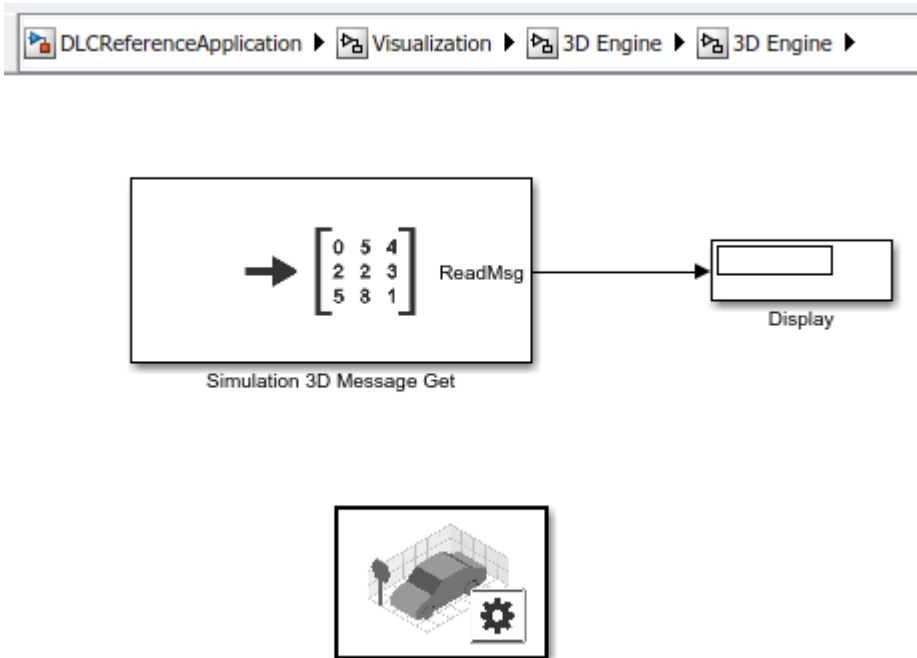 DLCReferenceApplication Visualization 3D Engine 3D Engine
0 5 4
2 2 3
5 8 1
ReadMsg
Display
Simulation 3D Message Get